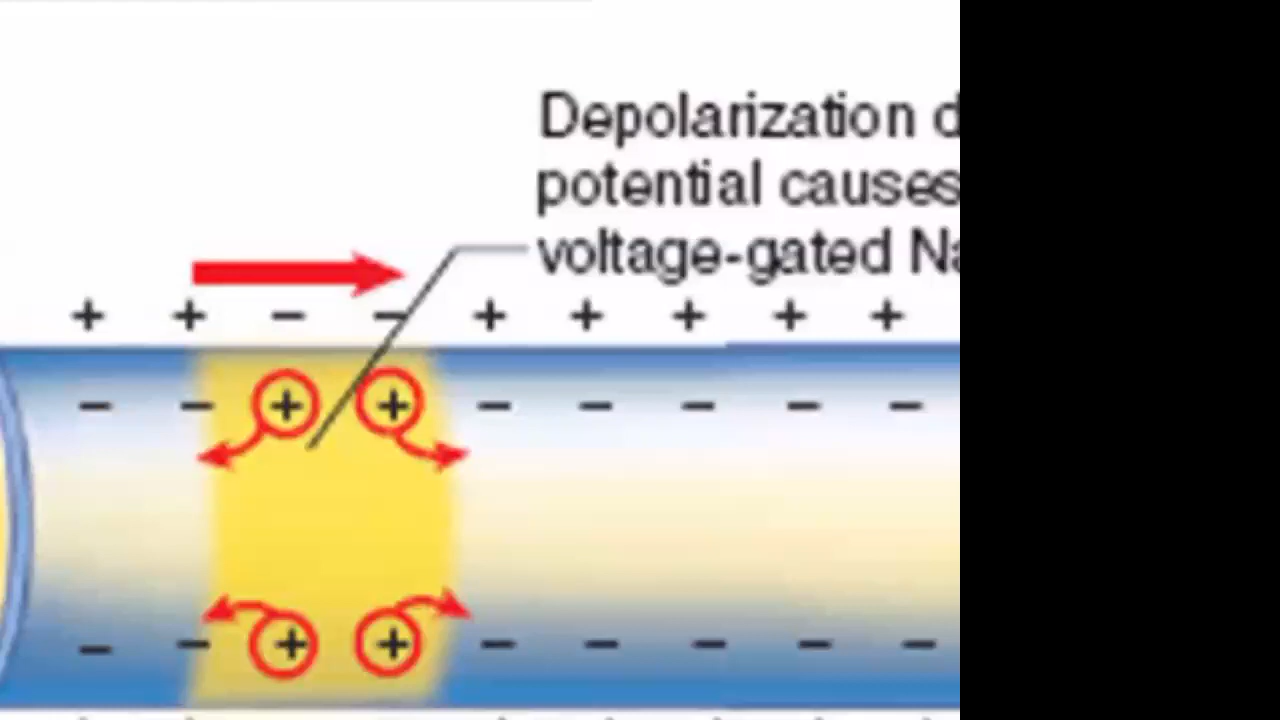 Depolarization
potential causes
voltage-gated
+ + − − + + + + +
− − + + − − − − −
− − + + − − − − −